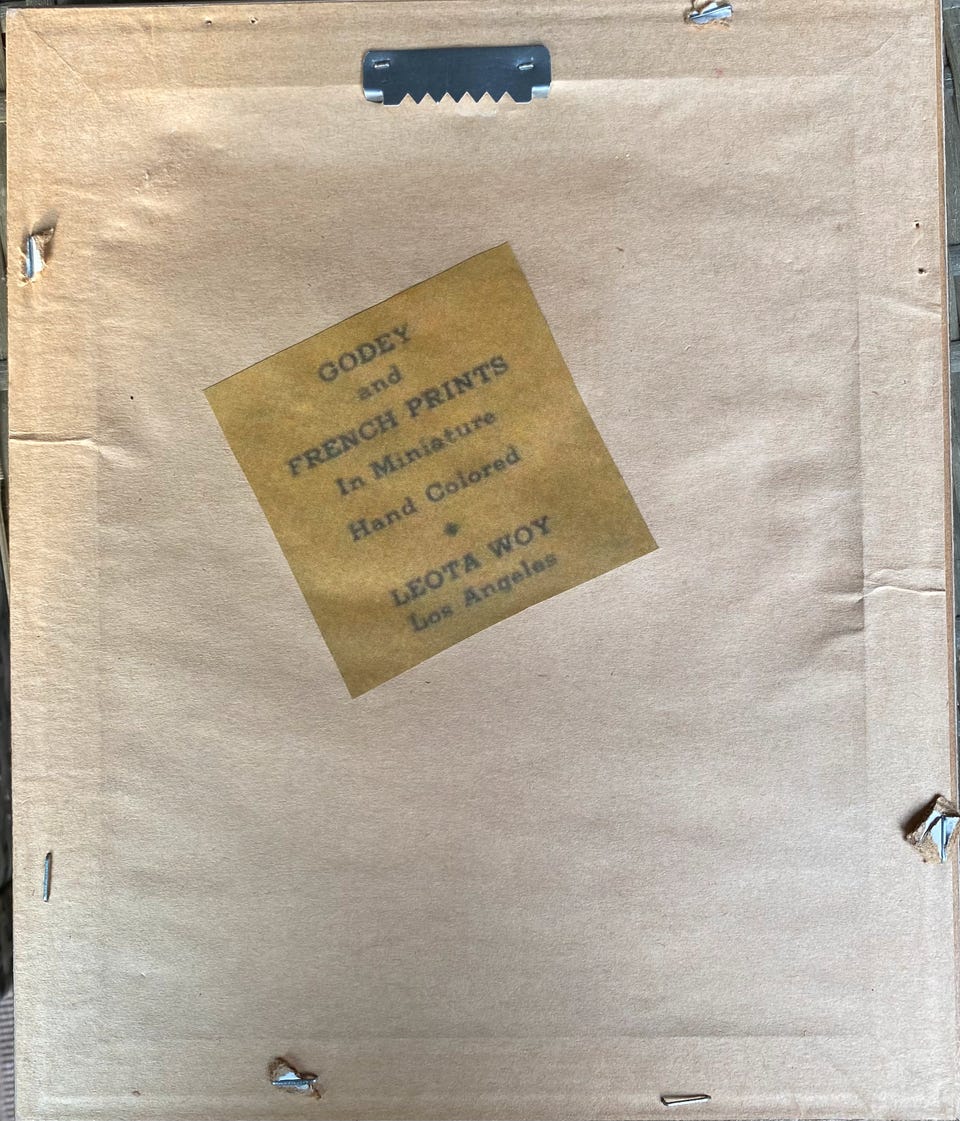 GODEY
and
FRENCH PRINTS
In Miniature
Hand Colored
LEOTA WOY
Los Angeles